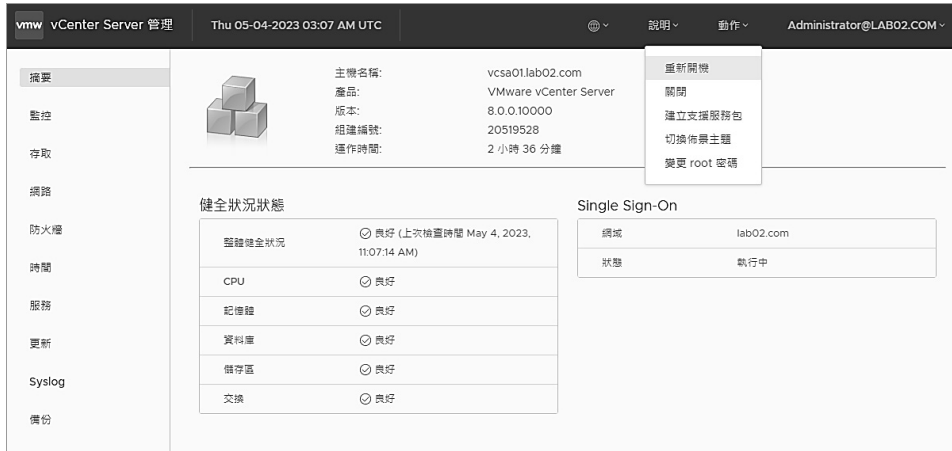 vmw vCenter Server 管理 Thu 05-04-2023 03:07 AM UTC 說明 動作 Administrator@LAB02.COM
摘要
監控
存取
網路
防火牆
時間
服務
更新
Syslog
備份
主機名稱: vcsa01.lab02.com
產品: VMware vCenter Server
版本: 8.0.0.10000
組建編號: 20519528
運作時間: 2 小時 36 分鐘
重新開機
關閉
建立支援服務包
切換佈景主題
變更 root 密碼
健全狀況狀態
整體健全狀況 良好 (上次檢查時間 May 4, 2023,
11:07:14 AM)
CPU 良好
記憶體 良好
資料庫 良好
儲存區 良好
交換 良好
Single Sign-On
網域 lab02.com
狀態 執行中